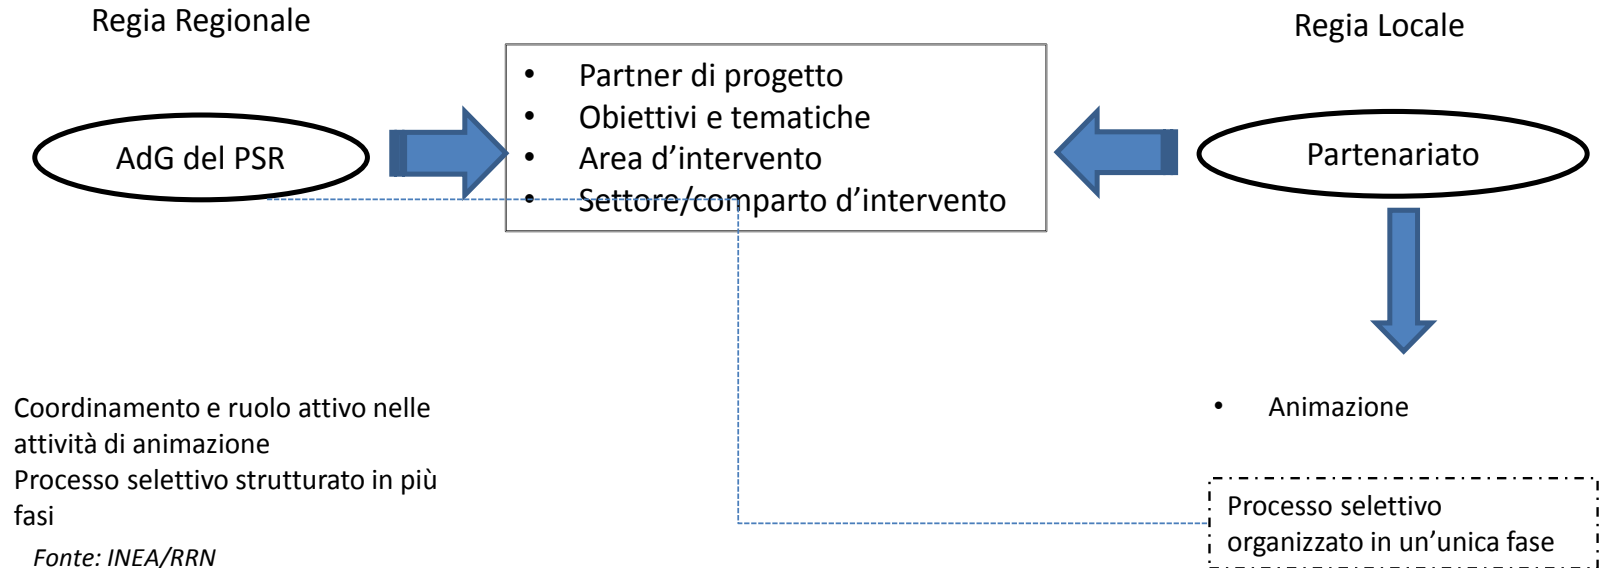 Regia Regionale
Regia Locale
AdG del PSR
• Partner di progetto
• Obiettivi e tematiche
• Area d’intervento
• Settore/comparto d’intervento
Partenariato
Coordinamento e ruolo attivo nelle
attività di animazione
Processo selettivo strutturato in più
fasi
• Animazione
Processo selettivo
organizzato in un’unica fase
Fonte: INEA/RRN